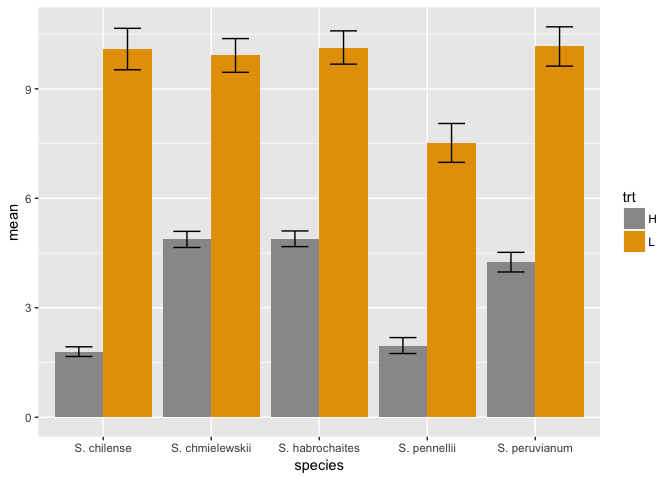 mean
9
6
3
0
S. chilense
S. chmielewskii
S. habrochaites
S. pennellii
S. peruvianum
species
trt
H
L